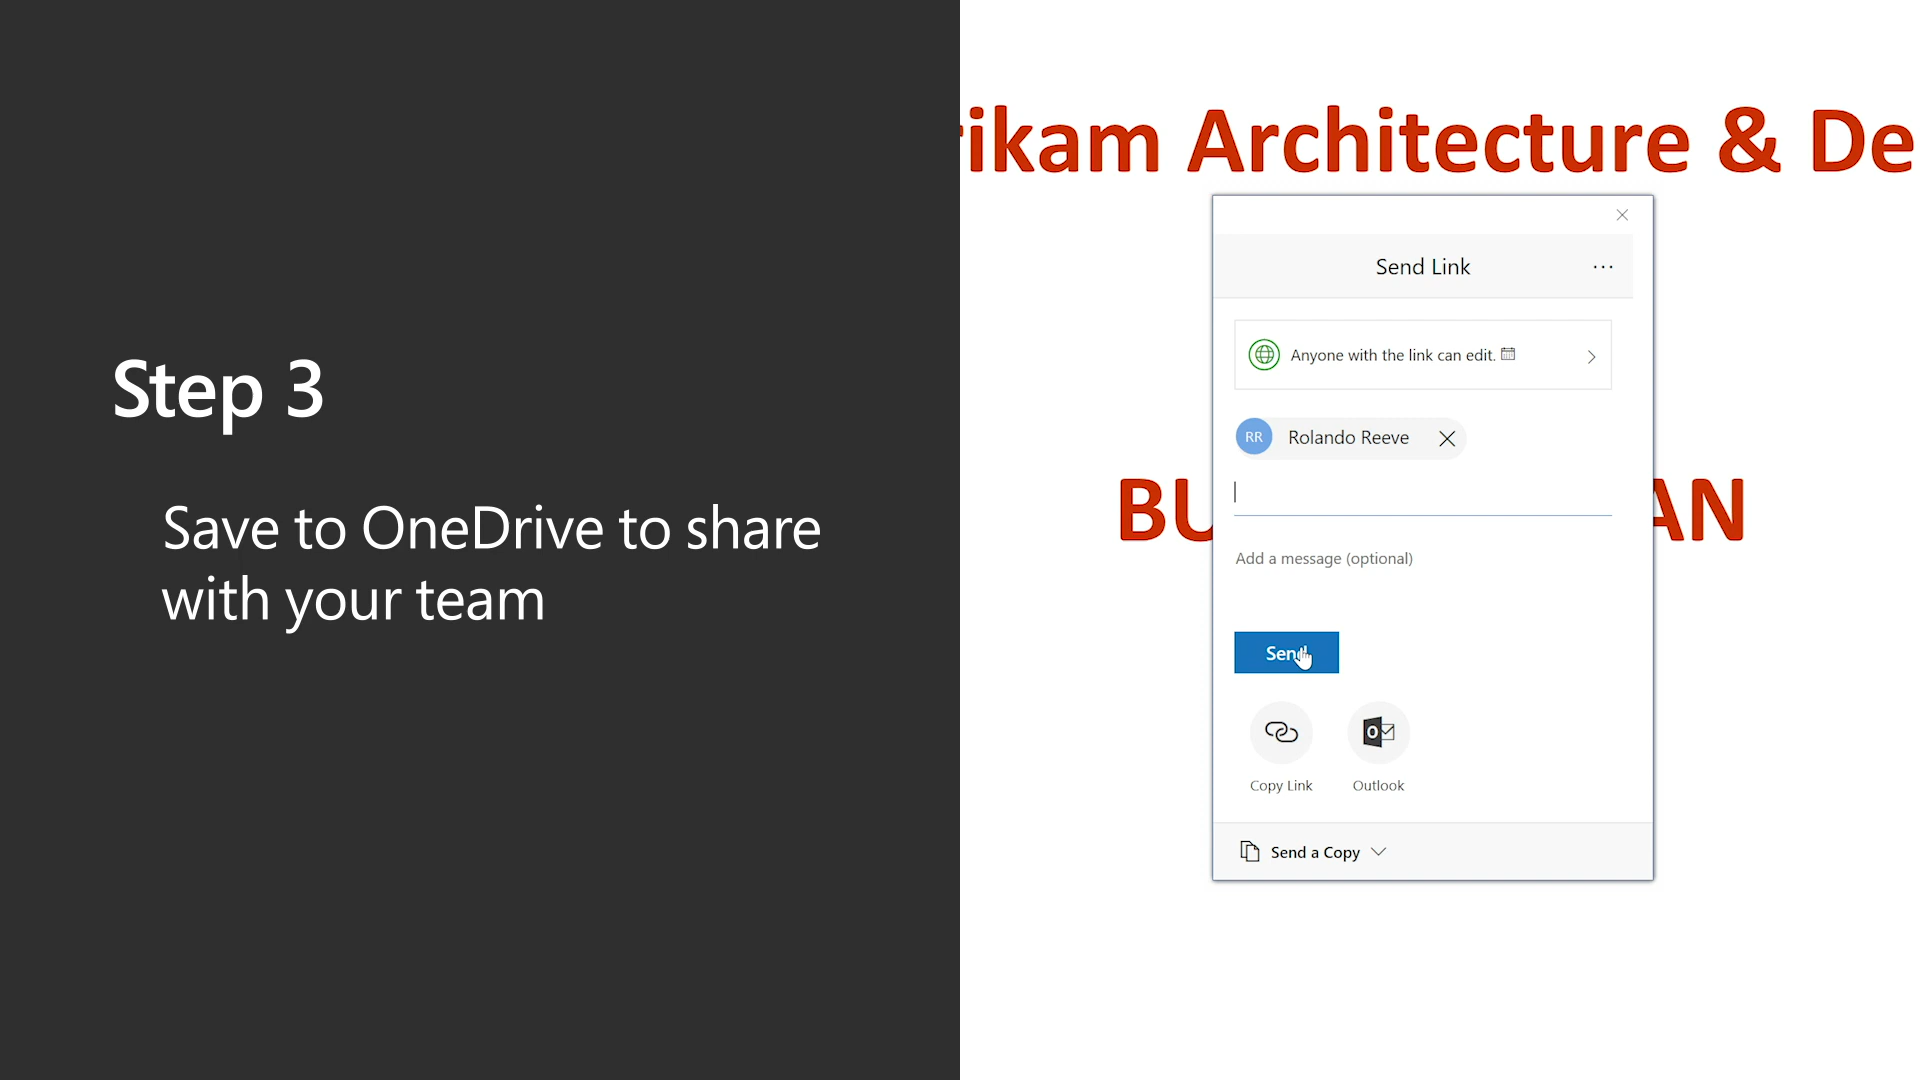 Step 3
Save to OneDrive to share
with your team
rikam Architecture & De
Send Link
Anyone with the link can edit.
RR Rolando Reeve
BU AN
Add a message (optional)
Send
Copy Link Outlook
Send a Copy